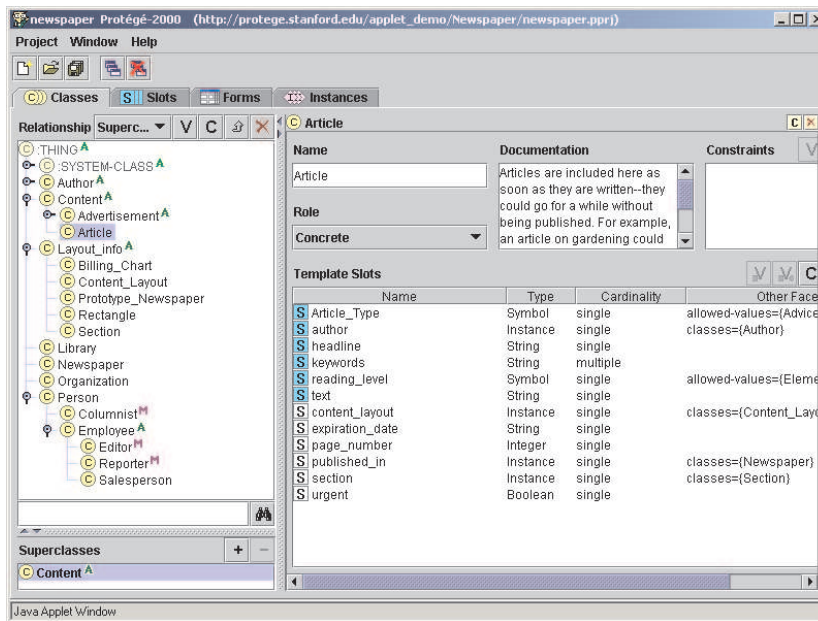 newspaper Protégé-2000 (http://protege.stanford.edu/applet_demo/Newspaper/newspaper.pprj)
Project Window Help
C Classes S Slots Forms Instances
Relationship Superc... V C
C :THING A
C :SYSTEM-CLASS A
C Author A
C Content A
C Advertisement A
C Article
C Layout_info A
C Billing_Chart
C Content_Layout
C Prototype_Newspaper
C Rectangle
C Section
C Library
C Newspaper
C Organization
C Person
C Columnist M
C Employee A
C Editor M
C Reporter M
C Salesperson
Superclasses + -
C Content A
C Article C
Name Documentation Constraints V
Article
Articles are included here as
soon as they are written--they
could go for a while without
being published. For example,
an article on gardening could
Role
Concrete
Template Slots V V C
Name Type Cardinality Other Face
S Article_Type Symbol single allowed-values={Advice
S author Instance single classes={Author}
S headline String single
S keywords String multiple
S reading_level Symbol single allowed-values={Eleme
S text String single
S content_layout Instance single classes={Content_Layo
S expiration_date String single
S page_number Integer single
S published_in Instance single classes={Newspaper}
S section Instance single classes={Section}
S urgent Boolean single
Java Applet Window